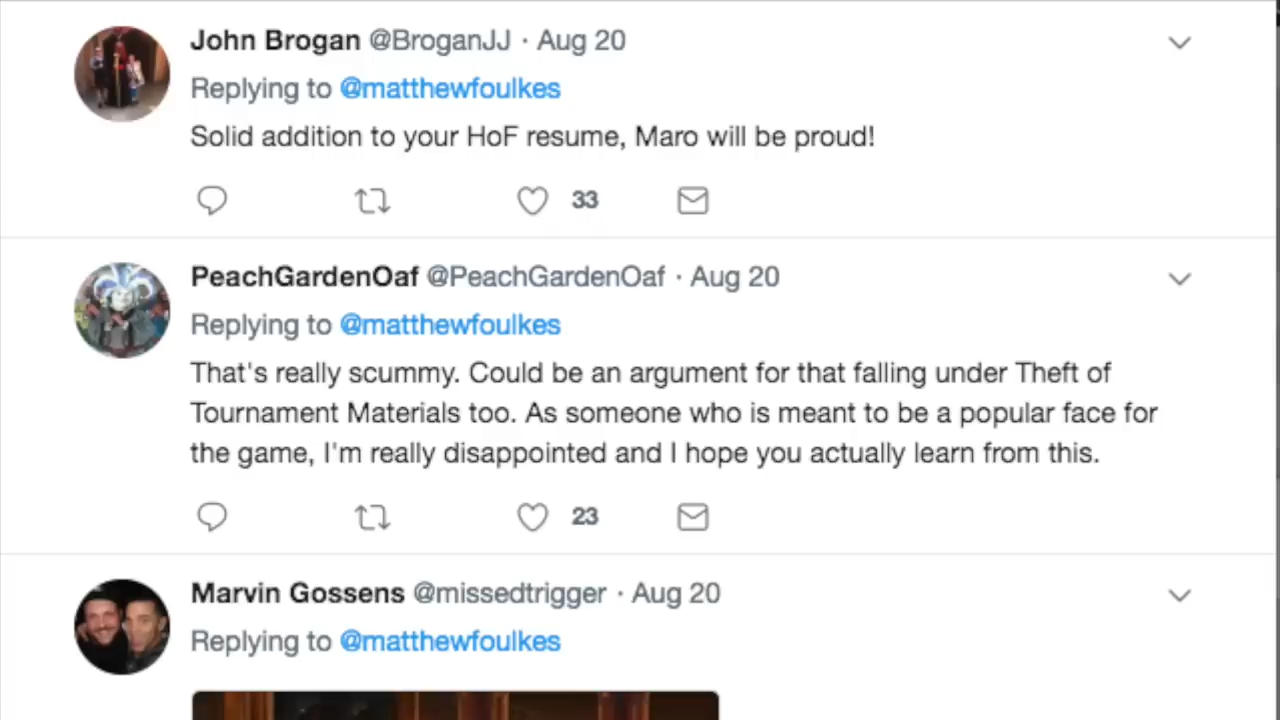 John Brogan @BroganJJ · Aug 20
Replying to @matthewfoulkes
Solid addition to your HoF resume, Maro will be proud!
33
PeachGardenOaf @PeachGardenOaf · Aug 20
Replying to @matthewfoulkes
That's really scummy. Could be an argument for that falling under Theft of
Tournament Materials too. As someone who is meant to be a popular face for
the game, I'm really disappointed and I hope you actually learn from this.
23
Marvin Gossens @missedtrigger · Aug 20
Replying to @matthewfoulkes